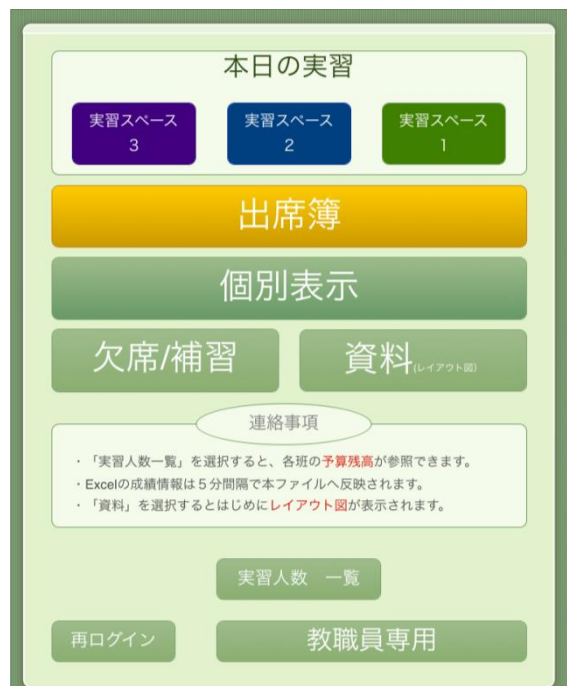 本日の実習
実習スペース
3
実習スペース
2
実習スペース
1
出席簿
個別表示
欠席/補習
資料(レイアウト図)
連絡事項
・「実習人数一覧」を選択すると、各班の予算残高が参照できます。
・Excelの成績情報は５分間隔で本ファイルへ反映されます。
・「資料」を選択するとはじめにレイアウト図が表示されます。
実習人数　一覧
再ログイン
教職員専用